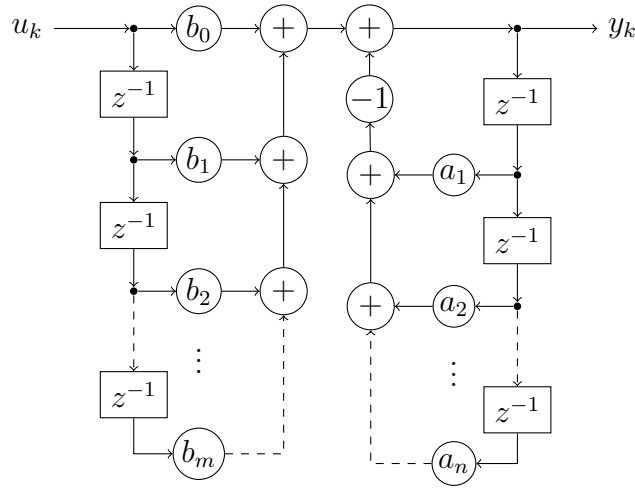 u_k b_0 + + y_k
z^{-1} -1 z^{-1}
b_1 + + a_1
z^{-1} z^{-1}
b_2 + + a_2
⋮ ⋮
z^{-1} z^{-1}
b_m a_n